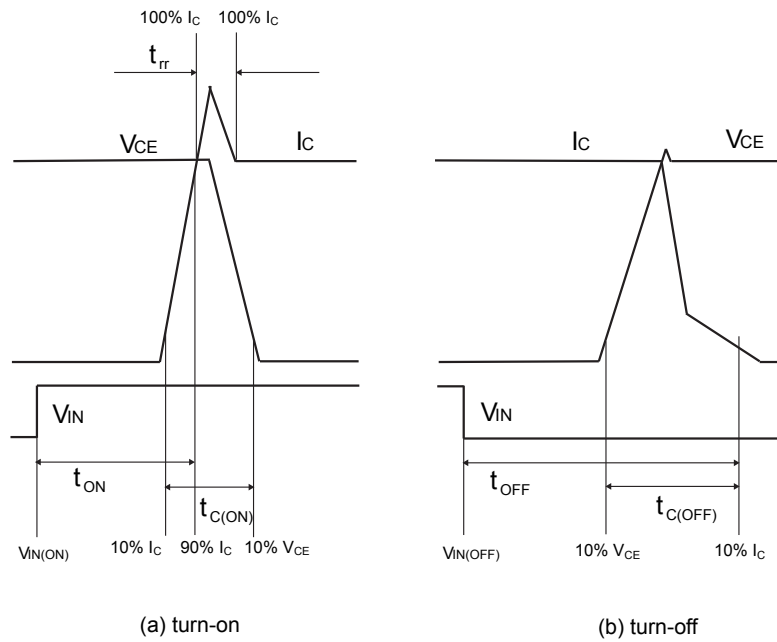 100% IC 100% IC
trr
VCE IC
VIN
tON
tC(ON)
VIN(ON) 10% IC 90% IC 10% VCE
(a) turn-on
IC VCE
VIN
tOFF
tC(OFF)
VIN(OFF) 10% VCE 10% IC
(b) turn-off